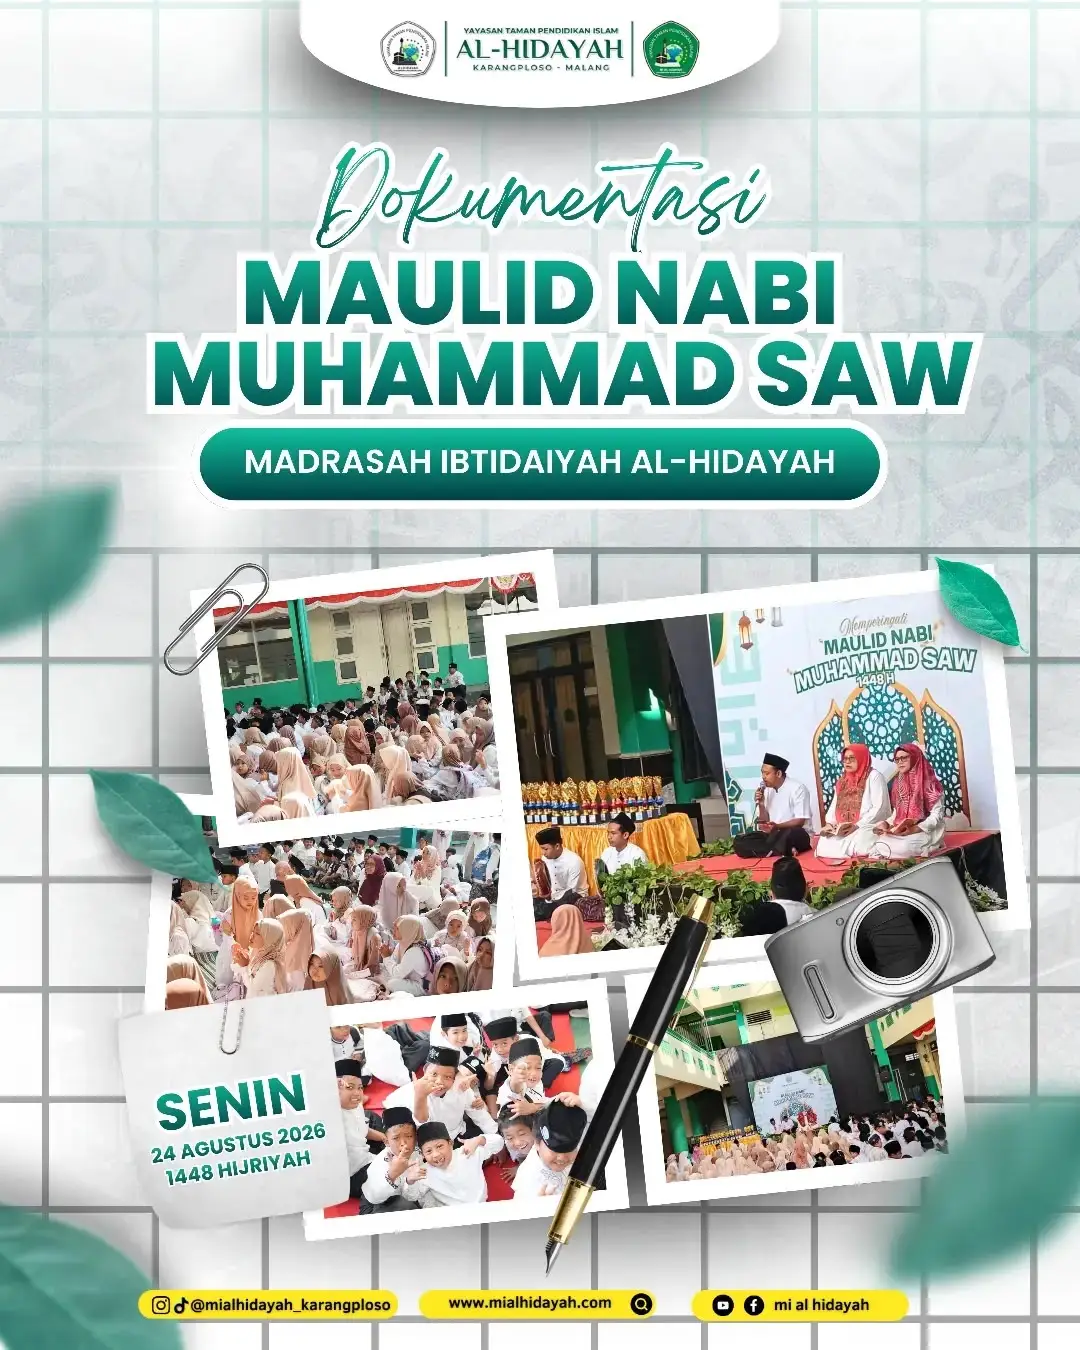 YAYASAN TAMAN PENDIDIKAN ISLAM
AL-HIDAYAH
KARANGPLOSO - MALANG
Dokumentasi
MAULID NABI
MUHAMMAD SAW
MADRASAH IBTIDAIYAH AL-HIDAYAH
Memperingati
MAULID NABI
MUHAMMAD SAW
1448 H
SENIN
24 AGUSTUS 2026
1448 HIJRIYAH
@mialhidayah_karangploso
www.mialhidayah.com
mi al hidayah